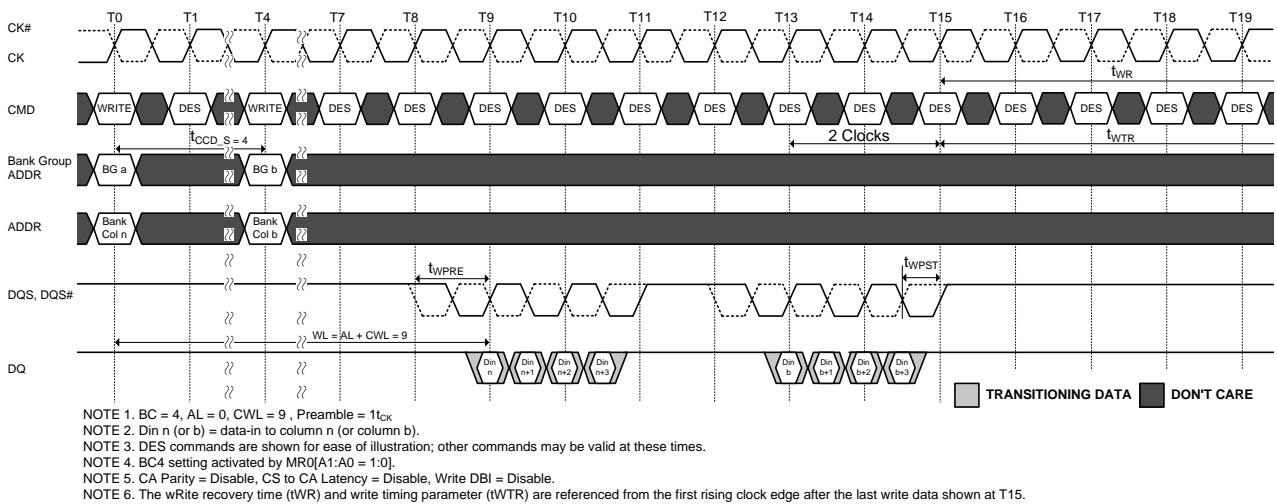 T0 T1 T4 T7 T8 T9 T10 T11 T12 T13 T14 T15 T16 T17 T18 T19
CK#
CK
tWR
CMD WRITE DES WRITE DES DES DES DES DES DES DES DES DES DES DES DES DES
tCCD_S = 4
2 Clocks
tWTR
Bank Group
ADDR
BG a BG b
ADDR
Bank
Col n
Bank
Col b
tWPRE
tWPST
DQS, DQS#
WL = AL + CWL = 9
DQ
Din
n
Din
n+1
Din
n+2
Din
n+3
Din
b
Din
b+1
Din
b+2
Din
b+3
TRANSITIONING DATA DON'T CARE
NOTE 1. BC = 4, AL = 0, CWL = 9 , Preamble = 1tCK
NOTE 2. Din n (or b) = data-in to column n (or column b).
NOTE 3. DES commands are shown for ease of illustration; other commands may be valid at these times.
NOTE 4. BC4 setting activated by MR0[A1:A0 = 1:0].
NOTE 5. CA Parity = Disable, CS to CA Latency = Disable, Write DBI = Disable.
NOTE 6. The wRite recovery time (tWR) and write timing parameter (tWTR) are referenced from the first rising clock edge after the last write data shown at T15.